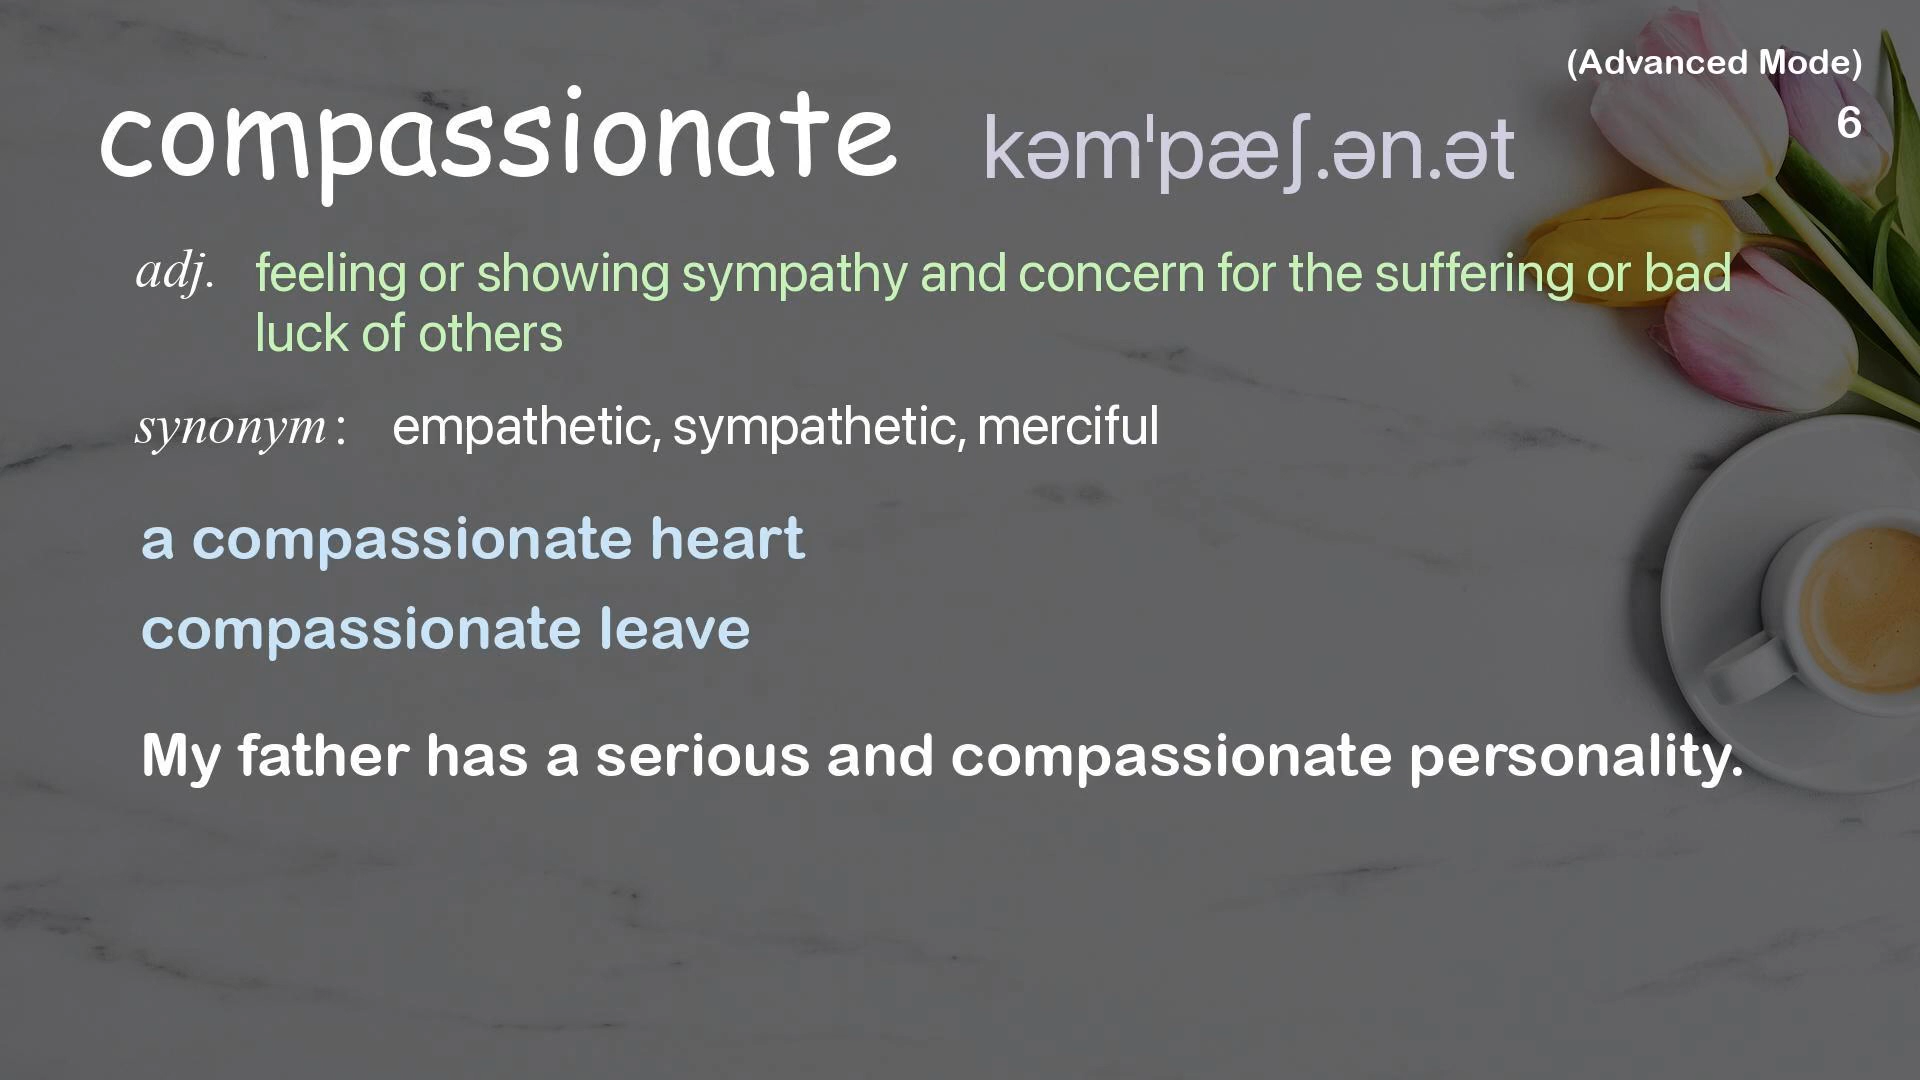 (Advanced Mode)
compassionate kəmˈpæʃ.ən.ət 6
adj. feeling or showing sympathy and concern for the suffering or bad
luck of others
synonym: empathetic, sympathetic, merciful
a compassionate heart
compassionate leave
My father has a serious and compassionate personality.